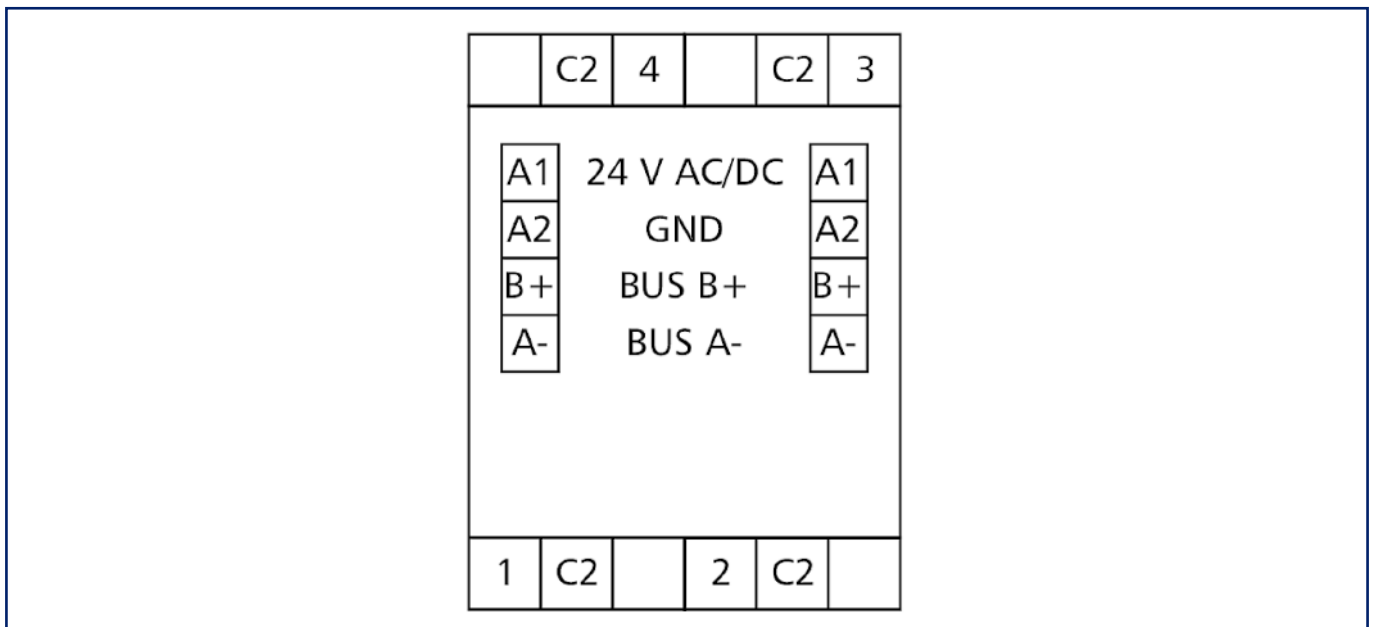 C2 4 C2 3
A1 24 V AC/DC A1
A2 GND A2
B+ BUS B+ B+
A- BUS A- A-
1 C2 2 C2